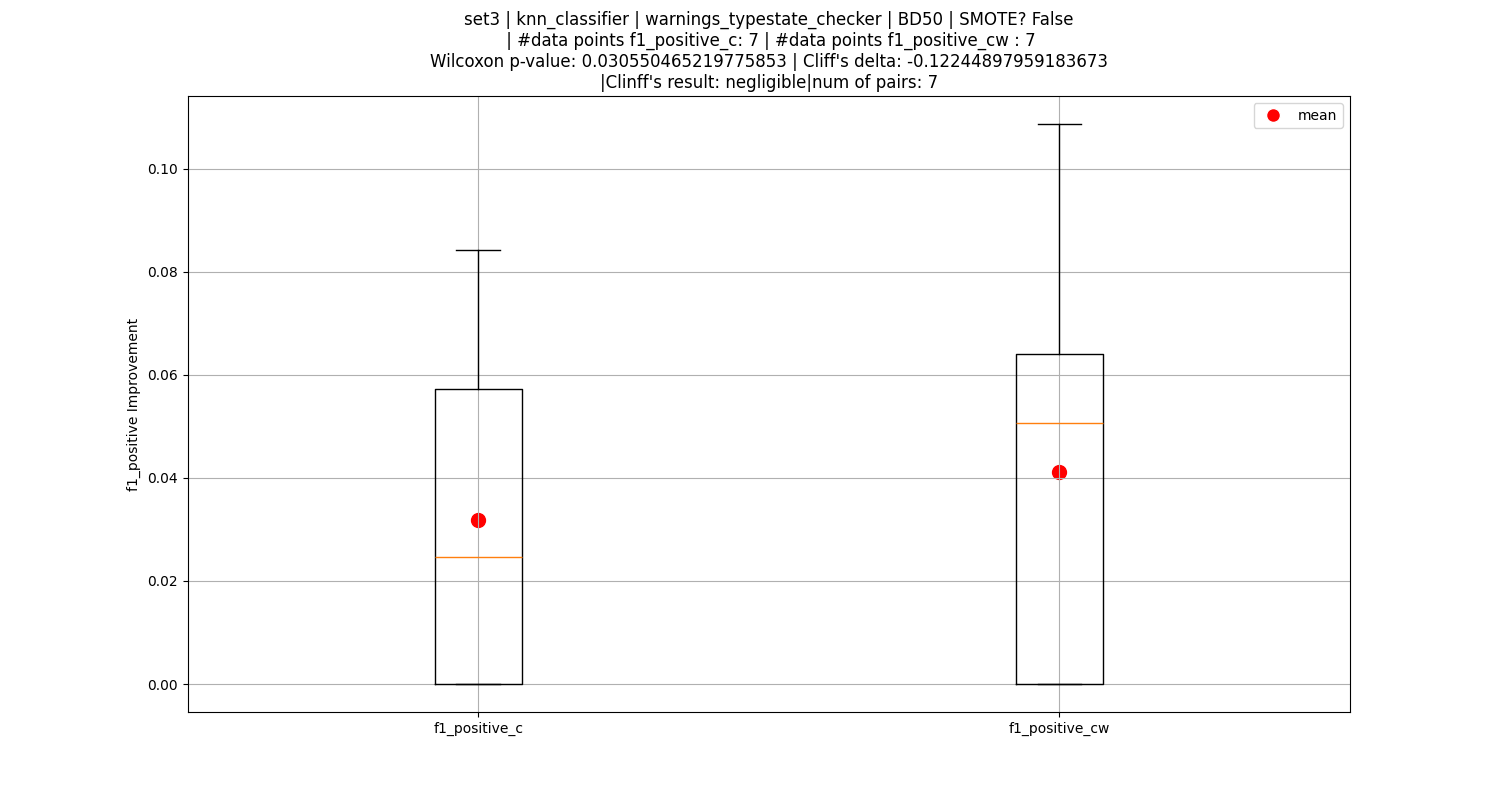 set3 | knn_classifier | warnings_typestate_checker | BD50 | SMOTE? False
| #data points f1_positive_c: 7 | #data points f1_positive_cw : 7
Wilcoxon p-value: 0.030550465219775853 | Cliff's delta: -0.12244897959183673
|Clinff's result: negligible|num of pairs: 7
mean
0.10
0.08
0.06
0.04
0.02
0.00
f1_positive Improvement
f1_positive_c
f1_positive_cw